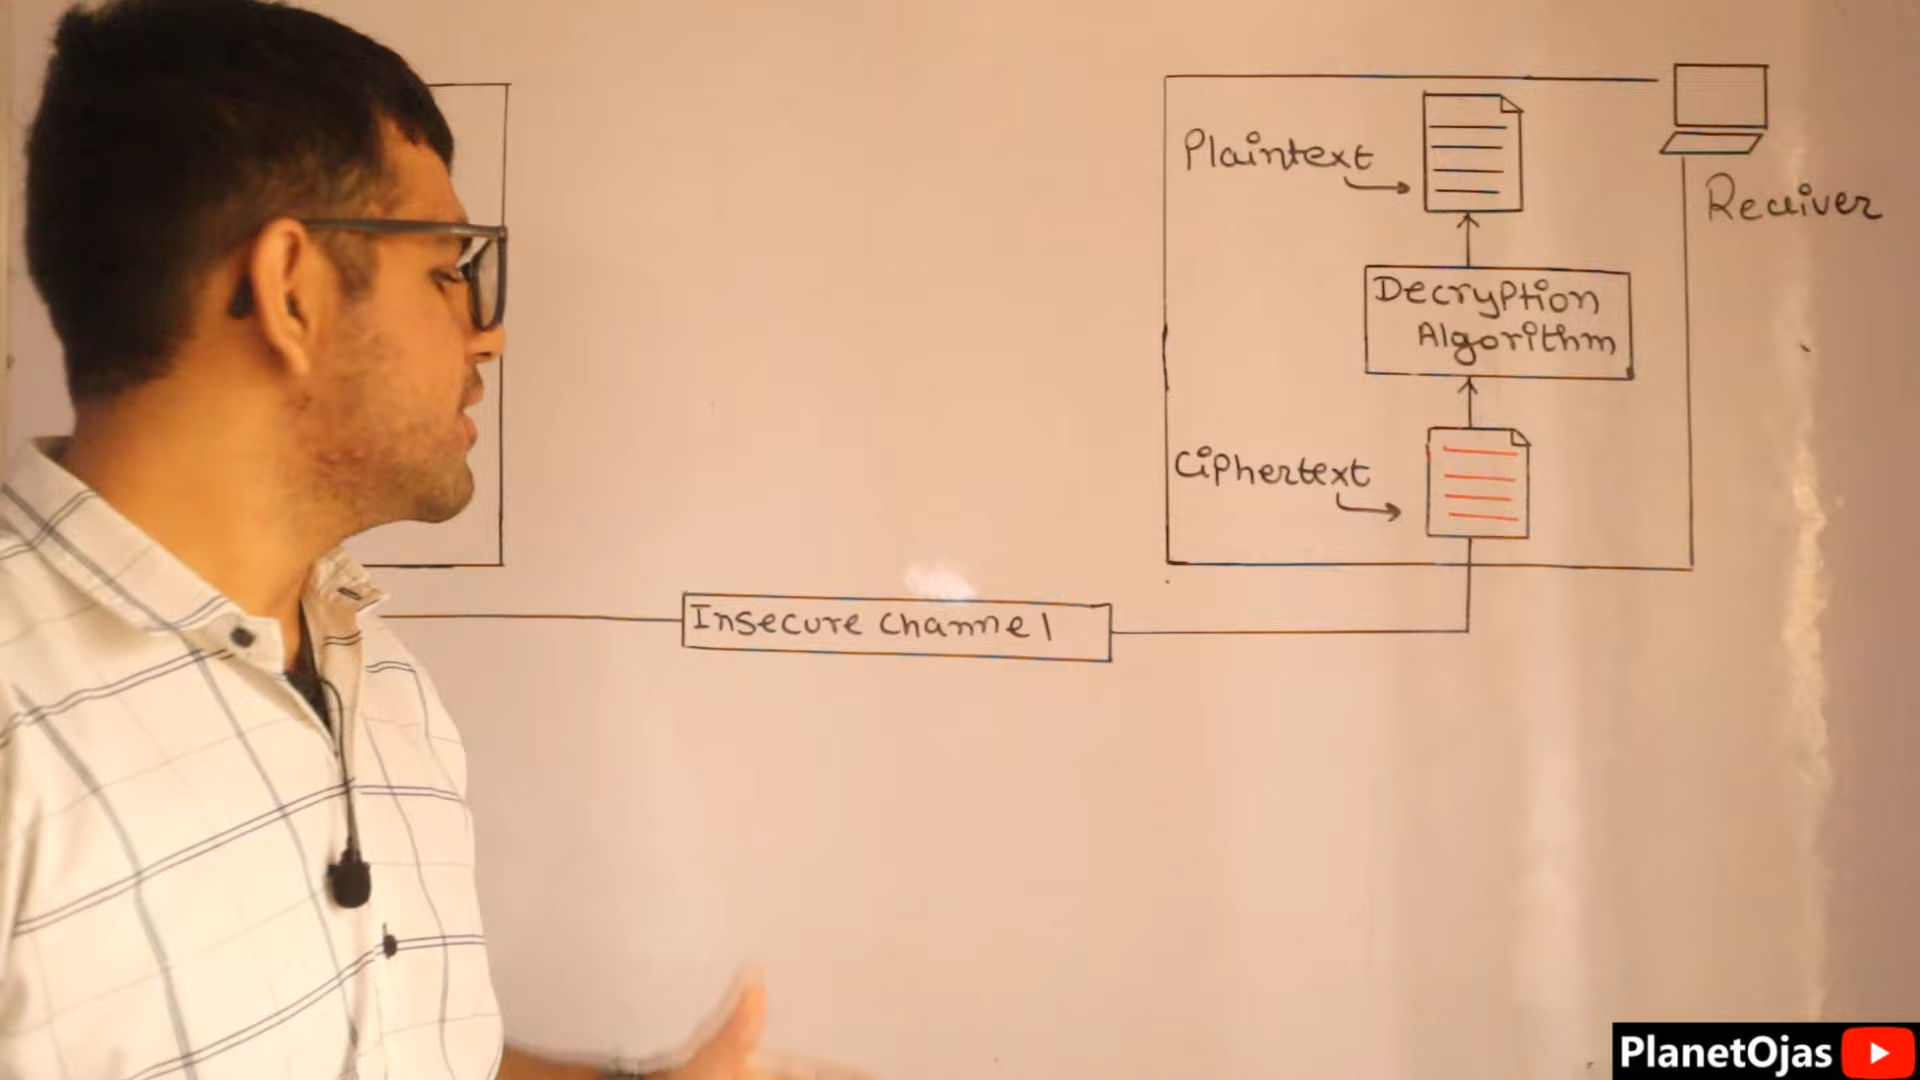 Plaintext
Receiver
Decryption
Algorithm
Ciphertext
Insecure Channel
PlanetOjas